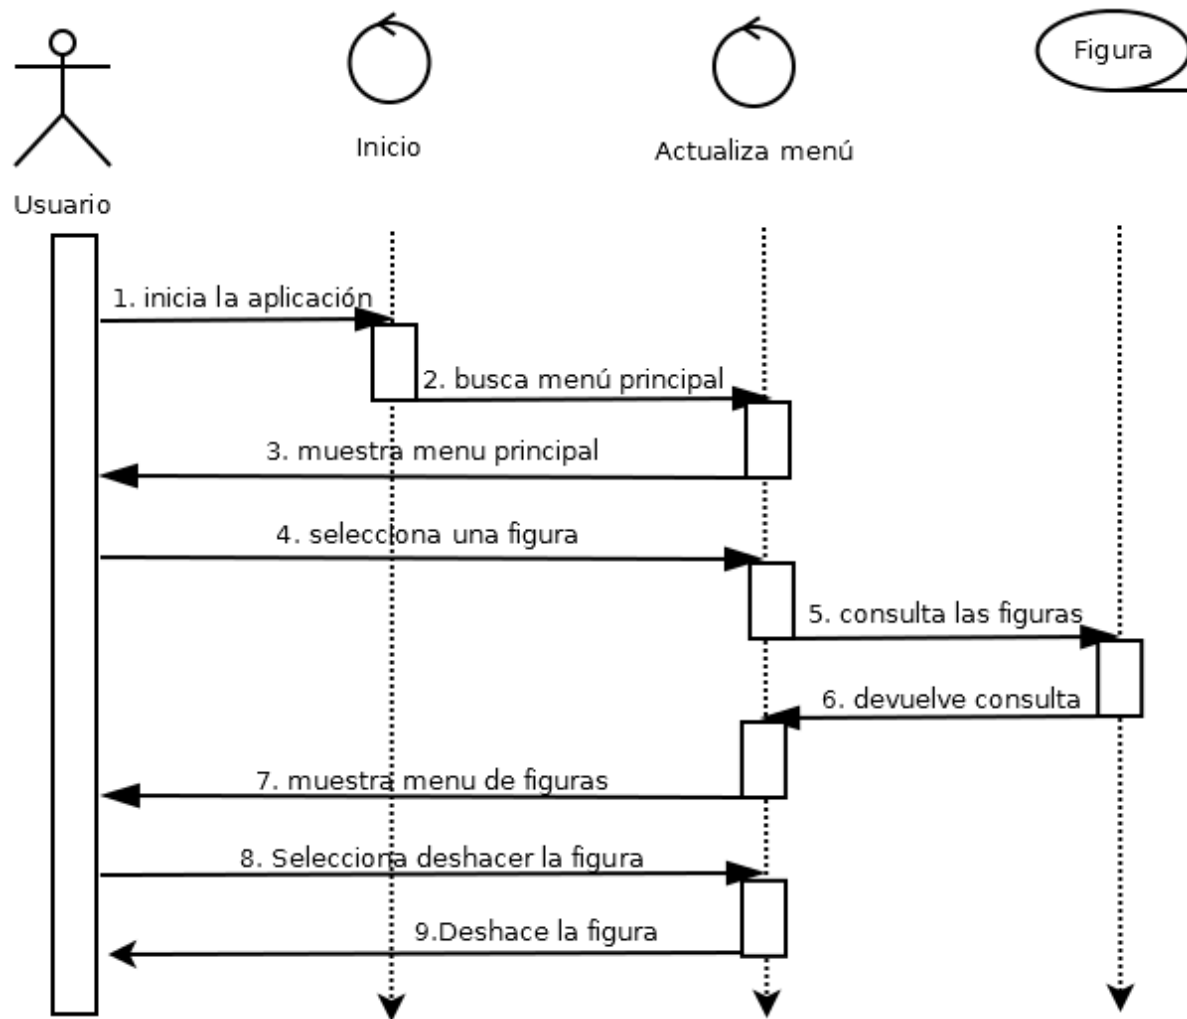 Figura
Inicio
Actualiza menú
Usuario
1. inicia la aplicación
2. busca menú principal
3. muestra menu principal
4. selecciona una figura
5. consulta las figuras
6. devuelve consulta
7. muestra menu de figuras
8. Selecciona deshacer la figura
9.Deshace la figura